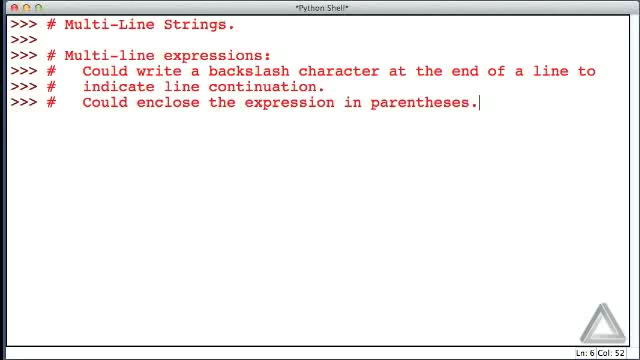 *Python Shell*
>>> # Multi-Line Strings.
>>>
>>> # Multi-line expressions:
>>> #   Could write a backslash character at the end of a line to
>>> #   indicate line continuation.
>>> #   Could enclose the expression in parentheses.
Ln: 6 Col: 52